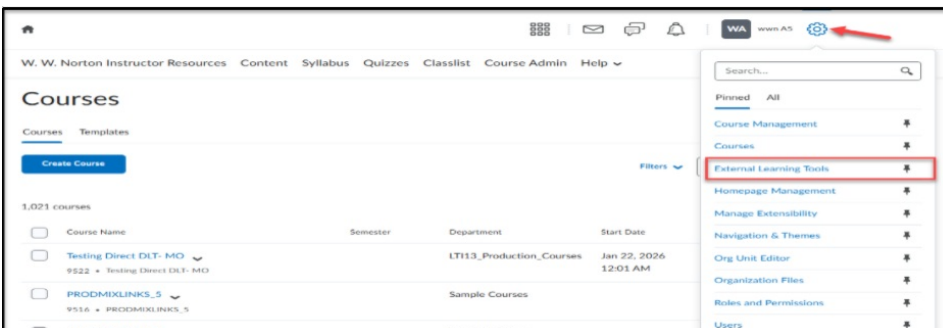 WA wwn A5
W. W. Norton Instructor Resources Content Syllabus Quizzes Classlist Course Admin Help
Courses
Courses Templates
Create Course
Filters
1,021 courses
Course Name Semester Department Start Date
Testing Direct DLT- MO LTI13_Production_Courses Jan 22, 2026
9522 • Testing Direct DLT- MO 12:01 AM
PRODMIXLINKS_5 Sample Courses
9516 • PRODMIXLINKS_5
Search...
Pinned All
Course Management
Courses
External Learning Tools
Homepage Management
Manage Extensibility
Navigation & Themes
Org Unit Editor
Organization Files
Roles and Permissions
Users